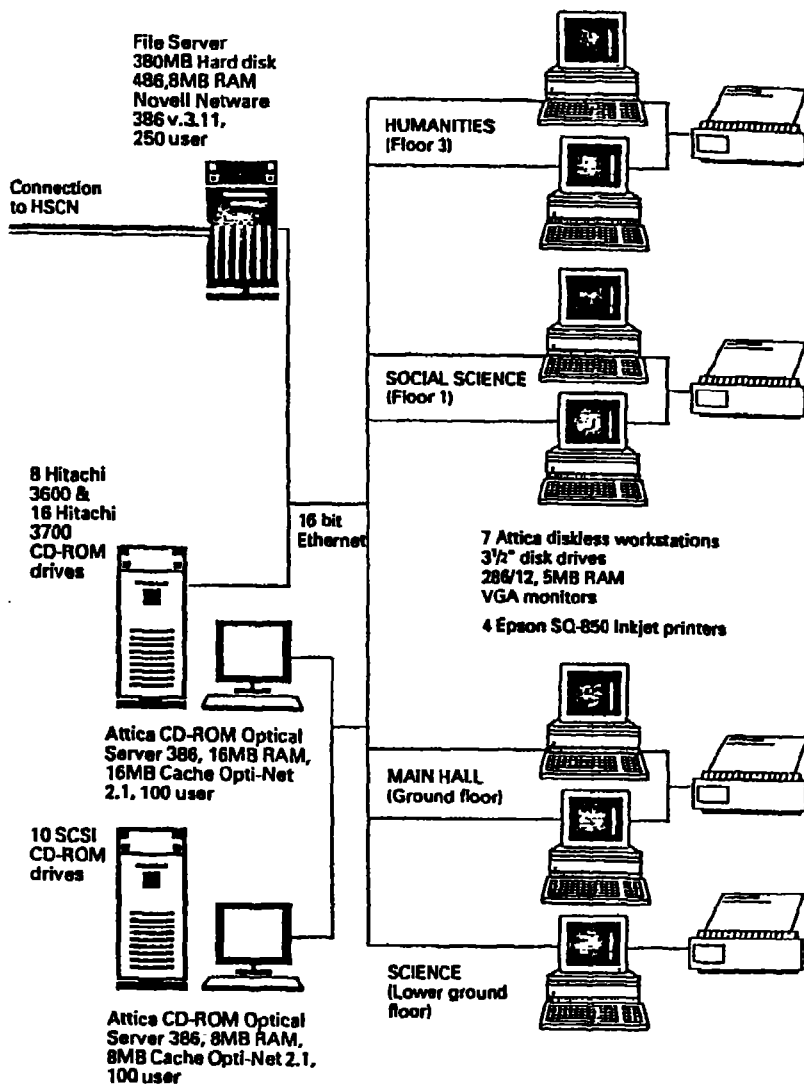 File Server
380MB Hard disk
486,8MB RAM
Novell Netware
386 v.3.11,
250 user
Connection
to HSCN
HUMANITIES
(Floor 3)
SOCIAL SCIENCE
(Floor 1)
8 Hitachi
3600 &
16 Hitachi
3700
CD-ROM
drives
16 bit
Ethernet
7 Attica diskless workstations
3½" disk drives
286/12, 5MB RAM
VGA monitors
4 Epson SQ-850 Inkjet printers
Attica CD-ROM Optical
Server 386, 16MB RAM,
16MB Cache Opti-Net
2.1, 100 user
MAIN HALL
(Ground floor)
10 SCSI
CD-ROM
drives
SCIENCE
(Lower ground
floor)
Attica CD-ROM Optical
Server 386, 8MB RAM,
8MB Cache Opti-Net 2.1,
100 user